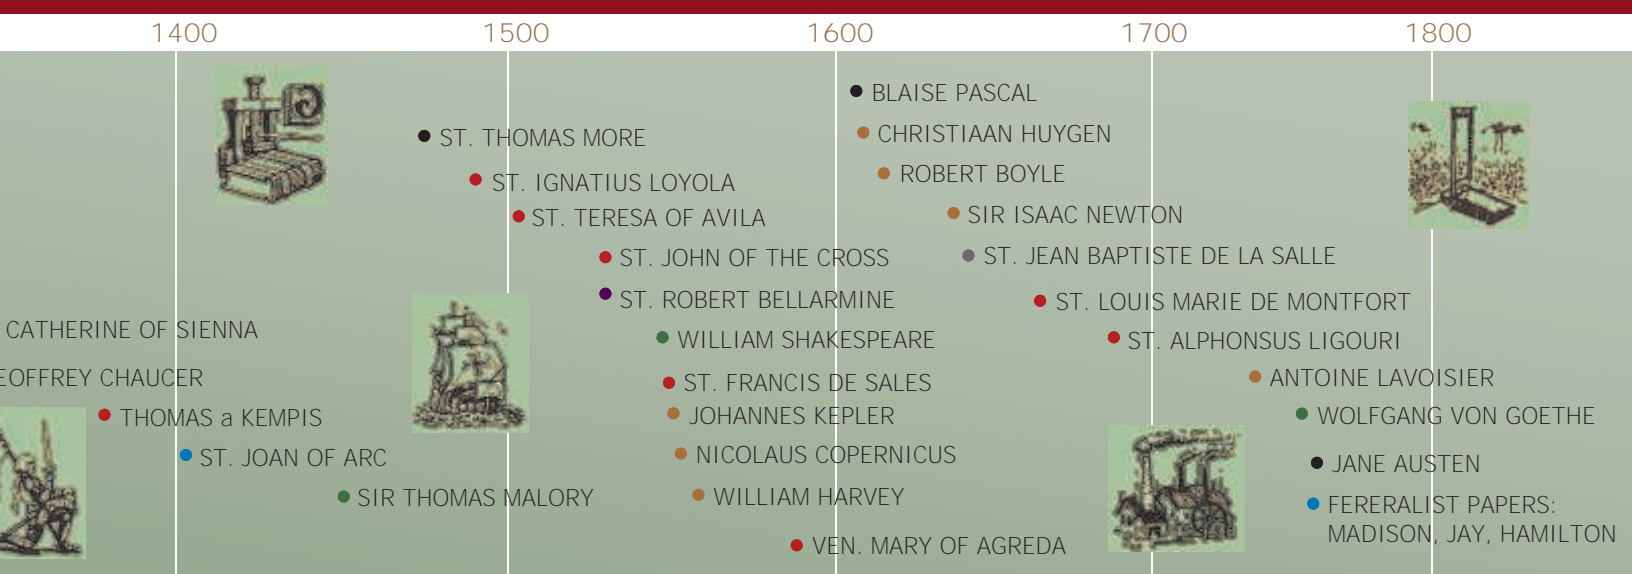 1400 1500 1600 1700 1800
BLAISE PASCAL
CHRISTIAAN HUYGEN
ST. THOMAS MORE
ROBERT BOYLE
ST. IGNATIUS LOYOLA
ST. TERESA OF AVILA
SIR ISAAC NEWTON
ST. JOHN OF THE CROSS
ST. JEAN BAPTISTE DE LA SALLE
ST. ROBERT BELLARMINE
ST. LOUIS MARIE DE MONTFORT
CATHERINE OF SIENNA
WILLIAM SHAKESPEARE
ST. ALPHONSUS LIGOURI
EOFFREY CHAUCER
ST. FRANCIS DE SALES
ANTOINE LAVOISIER
THOMAS a KEMPIS
JOHANNES KEPLER
WOLFGANG VON GOETHE
ST. JOAN OF ARC
NICOLAUS COPERNICUS
JANE AUSTEN
SIR THOMAS MALORY
WILLIAM HARVEY
FERERALIST PAPERS:
MADISON, JAY, HAMILTON
VEN. MARY OF AGREDA